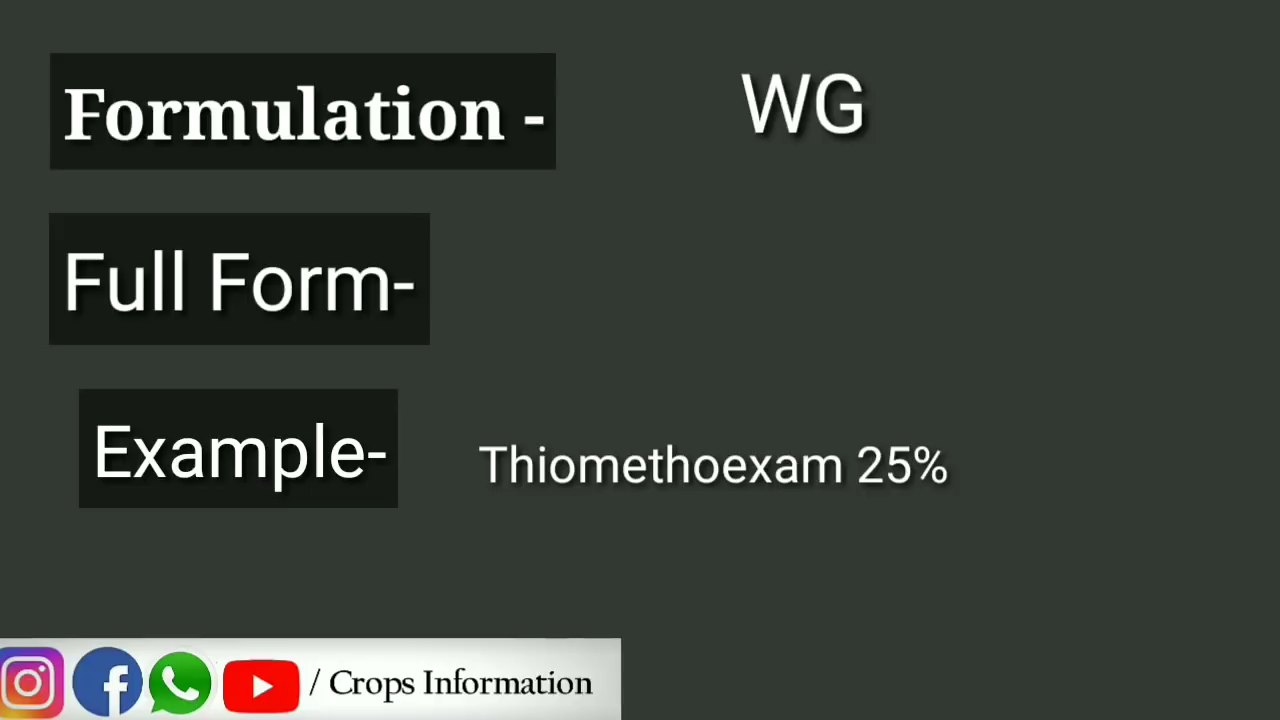 Formulation - WG
Full Form-
Example- Thiomethoexam 25%
/ Crops Information